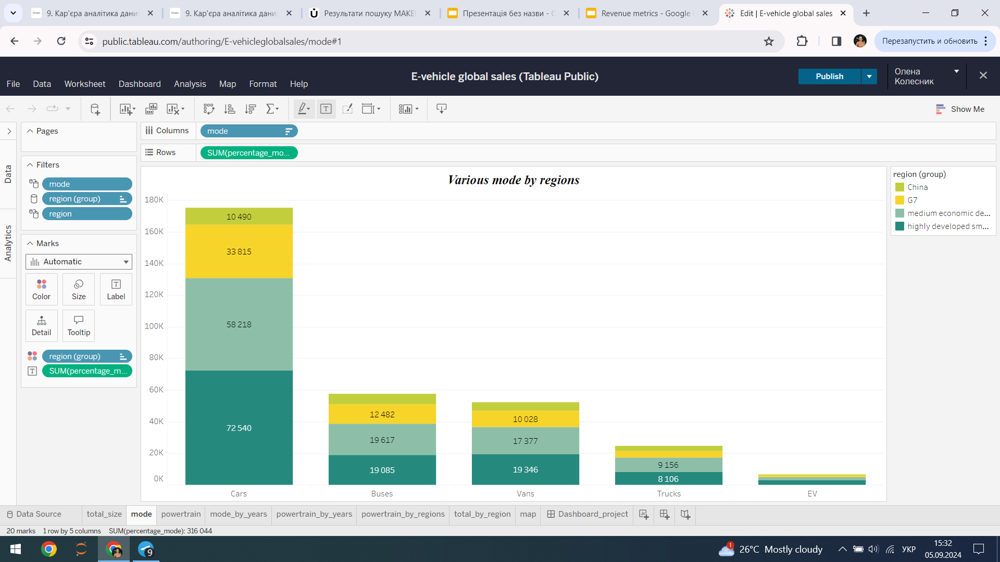 9. Кар'єра аналітика дани
9. Кар'єра аналітика дани
Результати пошуку MAKEU
Презентація без назви - G
Revenue metrics - Google
Edit | E-vehicle global sales
public.tableau.com/authoring/E-vehicleglobalsales/mode#1
Перезапустить и обновить
E-vehicle global sales (Tableau Public)
File Data Worksheet Dashboard Analysis Map Format Help
Publish
Олена
Колесник
Show Me
Pages
Columns
mode
Rows
SUM(percentage_mo...
Data
Analytics
Filters
mode
region (group)
region
Marks
Automatic
Color
Size
Label
Detail
Tooltip
region (group)
SUM(percentage_m...
Various mode by regions
180K
160K
140K
120K
100K
80K
60K
40K
20K
0K
10 490
33 815
58 218
72 540
12 482
19 617
19 085
10 028
17 377
19 346
9 156
8 106
Cars
Buses
Vans
Trucks
EV
region (group)
China
G7
medium economic de...
highly developed sm...
Data Source
total_size
mode
powertrain
mode_by_years
powertrain_by_years
powertrain_by_regions
total_by_region
map
Dashboard_project
20 marks 1 row by 5 columns SUM(percentage_mode): 316 044
9
1
26°C Mostly cloudy
УКР
15:32
05.09.2024